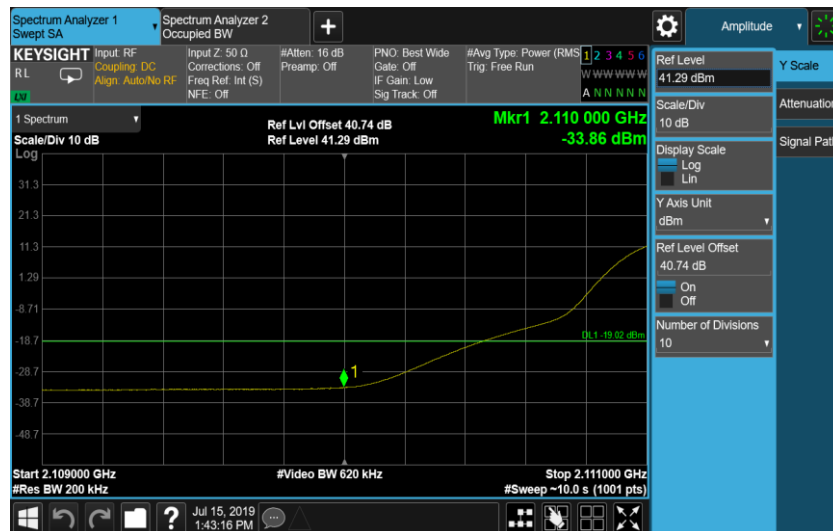 Spectrum Analyzer 1
Swept SA
Spectrum Analyzer 2
Occupied BW
+
Amplitude
KEYSIGHT
RL
LXI
Input: RF
Coupling: DC
Align: Auto/No RF
Input Z: 50 Ω
Corrections: Off
Freq Ref: Int (S)
NFE: Off
#Atten: 16 dB
Preamp: Off
PNO: Best Wide
Gate: Off
IF Gain: Low
Sig Track: Off
#Avg Type: Power (RMS
Trig: Free Run
1 2 3 4 5 6
W W W W W W
A N N N N N
1 Spectrum
Scale/Div 10 dB
Log
Ref Lvl Offset 40.74 dB
Ref Level 41.29 dBm
Mkr1 2.110 000 GHz
-33.86 dBm
31.3
21.3
11.3
1.29
-8.71
-18.7
-28.7
-38.7
-48.7
DL1 -19.02 dBm
1
Start 2.109000 GHz
#Res BW 200 kHz
#Video BW 620 kHz
Stop 2.111000 GHz
#Sweep ~10.0 s (1001 pts)
?
Jul 15, 2019
1:43:16 PM
Ref Level
41.29 dBm
Scale/Div
10 dB
Display Scale
Log
Lin
Y Axis Unit
dBm
Ref Level Offset
40.74 dB
On
Off
Number of Divisions
10
Y Scale
Attenuation
Signal Path